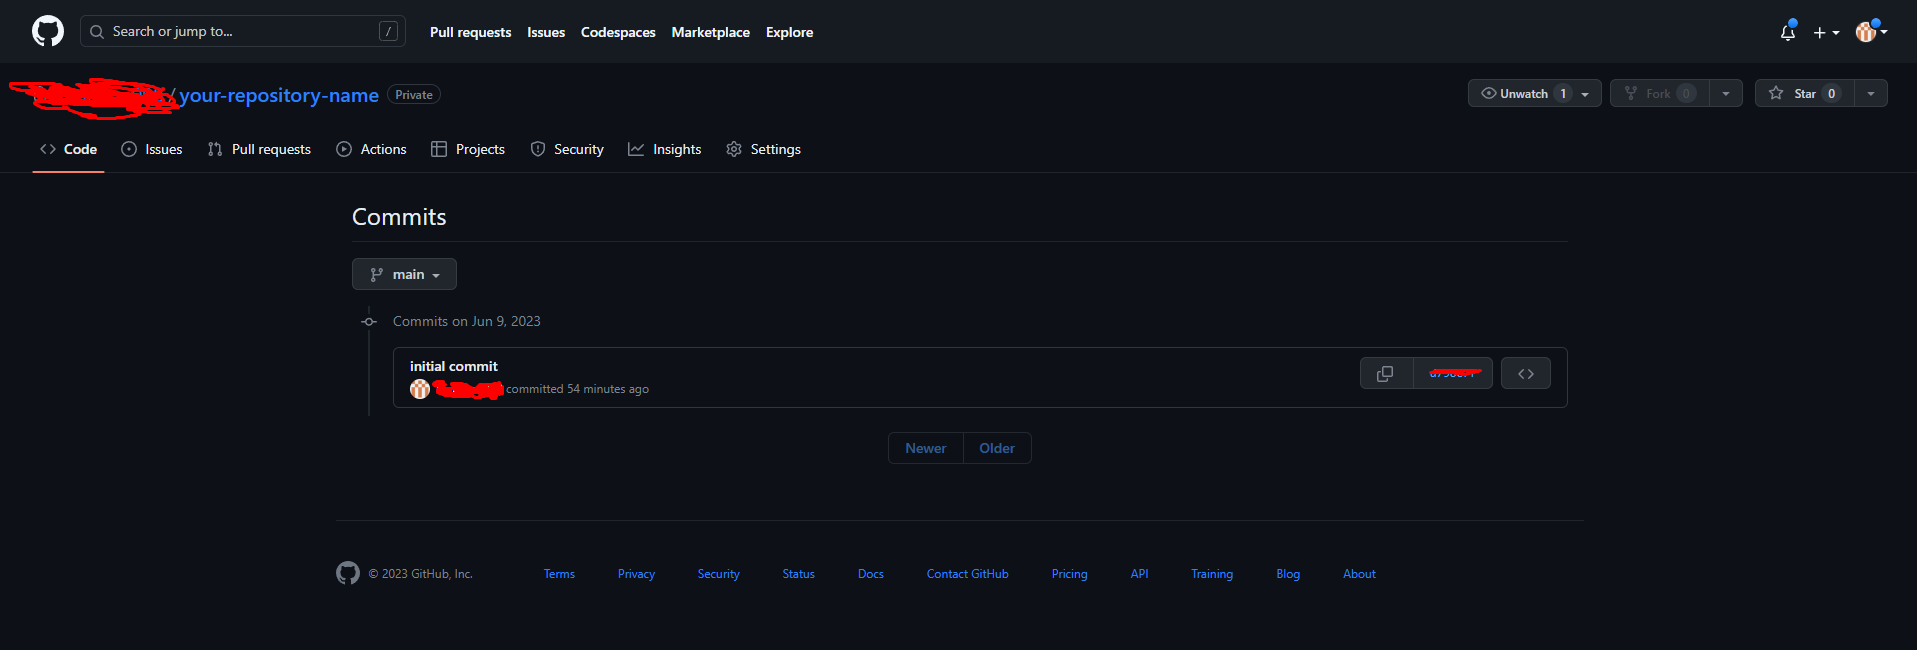 Search or jump to... /
Pull requests Issues Codespaces Marketplace Explore
/ your-repository-name Private
Unwatch 1 Fork 0 Star 0
Code Issues Pull requests Actions Projects Security Insights Settings
Commits
main
Commits on Jun 9, 2023
initial commit
committed 54 minutes ago
Newer Older
© 2023 GitHub, Inc. Terms Privacy Security Status Docs Contact GitHub Pricing API Training Blog About